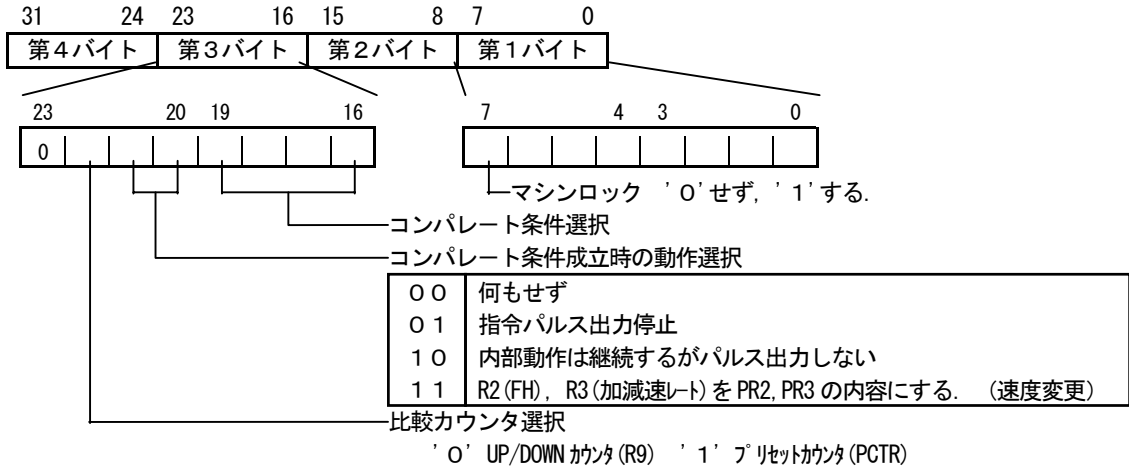 31 24 23 16 15 8 7 0
第4バイト 第3バイト 第2バイト 第1バイト
23 20 19 16 7 4 3 0
0
マシンロック '0'せず, '1'する.
コンパレート条件選択
コンパレート条件成立時の動作選択
００ 何もせず
０１ 指令パルス出力停止
１０ 内部動作は継続するがパルス出力しない
１１ R2(FH), R3(加減速ﾚｰﾄ)をPR2,PR3の内容にする. (速度変更)
比較カウンタ選択
'0' UP/DOWN ｶｳﾝﾀ(R9) '1' ﾌﾟﾘｾｯﾄｶｳﾝﾀ(PCTR)